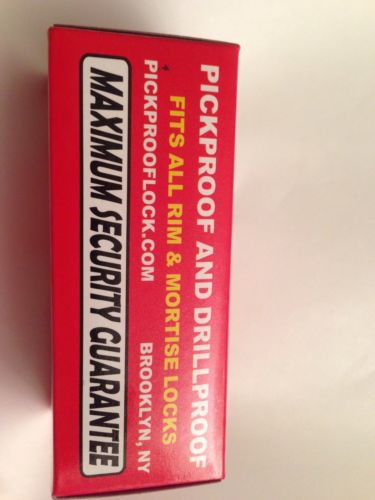 PICKPROOF AND DRILLPROOF
FITS ALL RIM & MORTISE LOCKS
PICKPROOFLOCK.COM BROOKLYN, NY
MAXIMUM SECURITY GUARANTEE